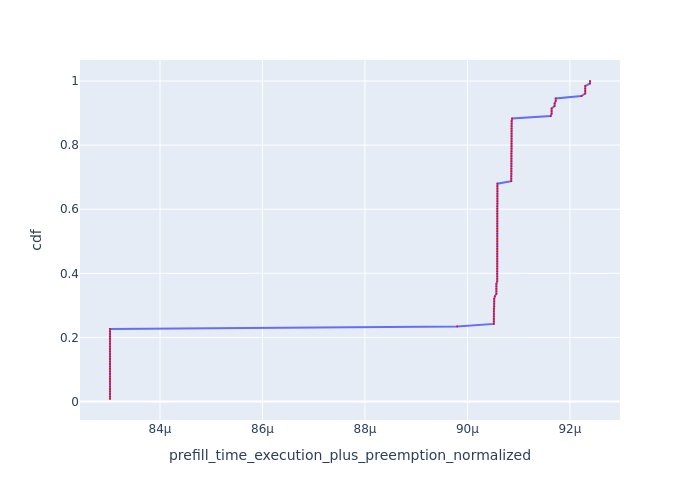 1
0.8
0.6
0.4
0.2
0
cdf
84μ
86μ
88μ
90μ
92μ
prefill_time_execution_plus_preemption_normalized